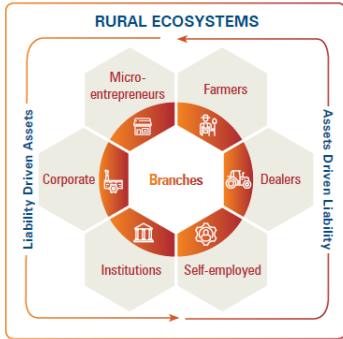 RURAL ECOSYSTEMS
Micro-
entrepreneurs
Farmers
Liability Driven Assets
Corporate
Branches
Dealers
Assets Driven Liability
Institutions
Self-employed